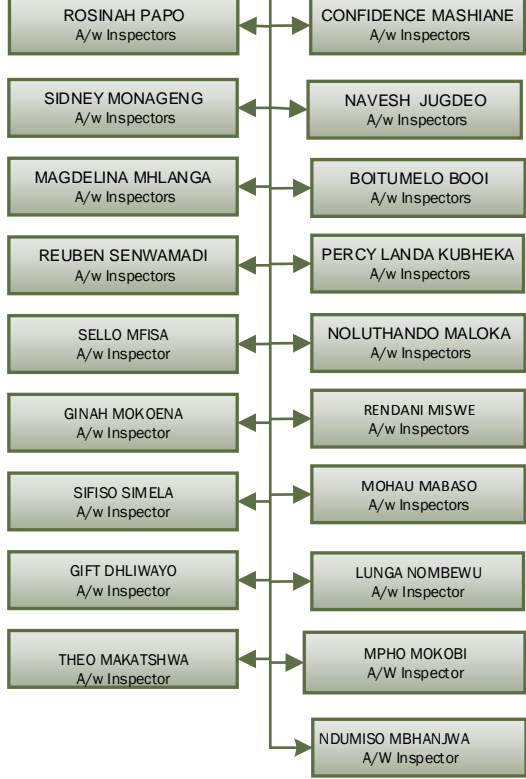 ROSINAH PAPO
A/w Inspectors
CONFIDENCE MASHIANE
A/w Inspectors
SIDNEY MONAGENG
A/w Inspectors
NAVESH JUGDEO
A/w Inspectors
MAGDELINA MHLANGA
A/w Inspectors
BOITUMELO BOOI
A/w Inspectors
REUBEN SENWAMADI
A/w Inspectors
PERCY LANDA KUBHEKA
A/w Inspectors
SELLO MFISA
A/w Inspector
NOLUTHANDO MALOKA
A/w Inspectors
GINAH MOKOENA
A/w Inspector
RENDANI MISWE
A/w Inspectors
SIFISO SIMELA
A/w Inspector
MOHAU MABASO
A/w Inspectors
GIFT DHLIWAYO
A/w Inspector
LUNGA NOMBEWU
A/w Inspector
THEO MAKATSHWA
A/w Inspector
MPHO MOKOBI
A/W Inspector
NDUMISO MBHANJWA
A/W Inspector